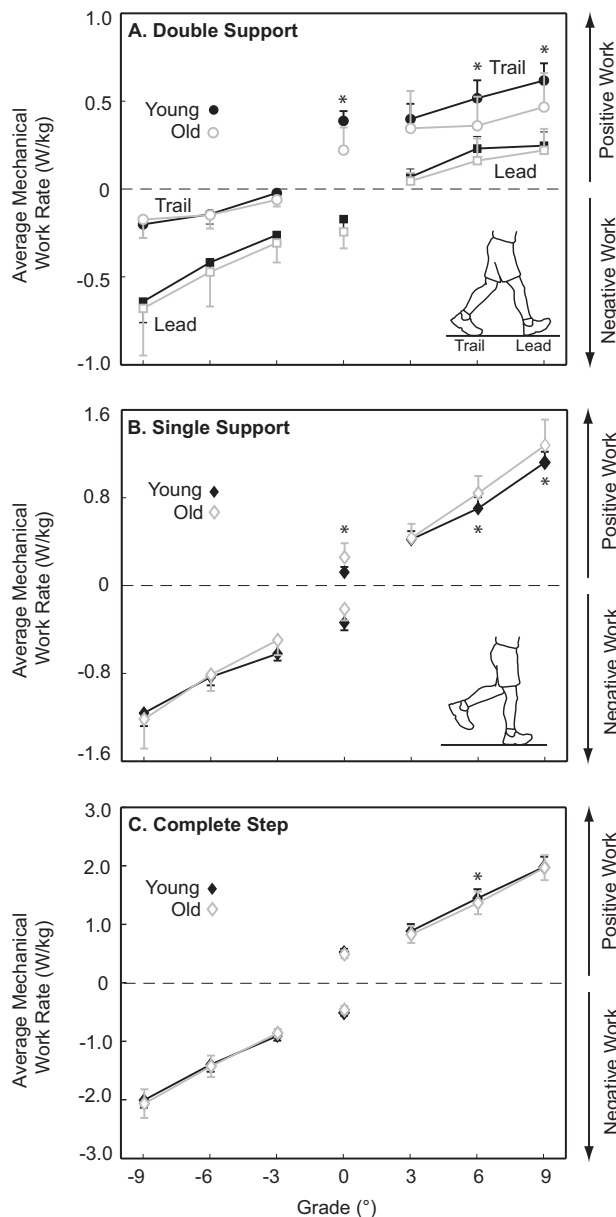 A. Double Support
1.0
0.5
0
-0.5
-1.0
Average Mechanical
Work Rate (W/kg)
Young
Old
Trail
Lead
*
*
*
Trail
Lead
Trail Lead
Positive Work
Negative Work
B. Single Support
1.6
0.8
0
-0.8
-1.6
Average Mechanical
Work Rate (W/kg)
Young
Old
*
*
*
Positive Work
Negative Work
C. Complete Step
3.0
2.0
1.0
0
-1.0
-2.0
-3.0
Average Mechanical
Work Rate (W/kg)
Young
Old
*
Positive Work
Negative Work
-9 -6 -3 0 3 6 9
Grade (°)